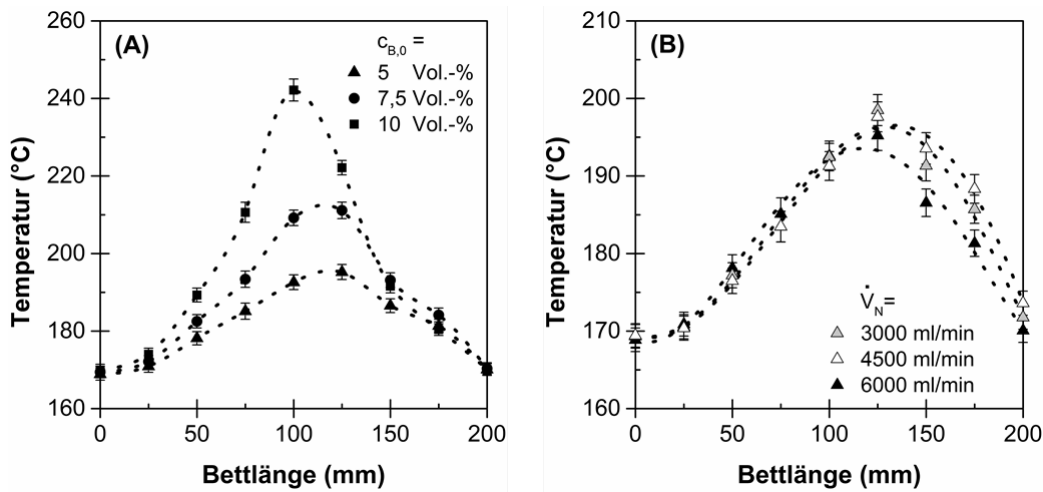 (A)
c_B,0 =
5 Vol.-%
7,5 Vol.-%
10 Vol.-%
260
240
220
200
180
160
Temperatur (°C)
0 50 100 150 200
Bettlänge (mm)
(B)
210
200
190
180
170
160
Temperatur (°C)
V̇_N=
3000 ml/min
4500 ml/min
6000 ml/min
0 50 100 150 200
Bettlänge (mm)